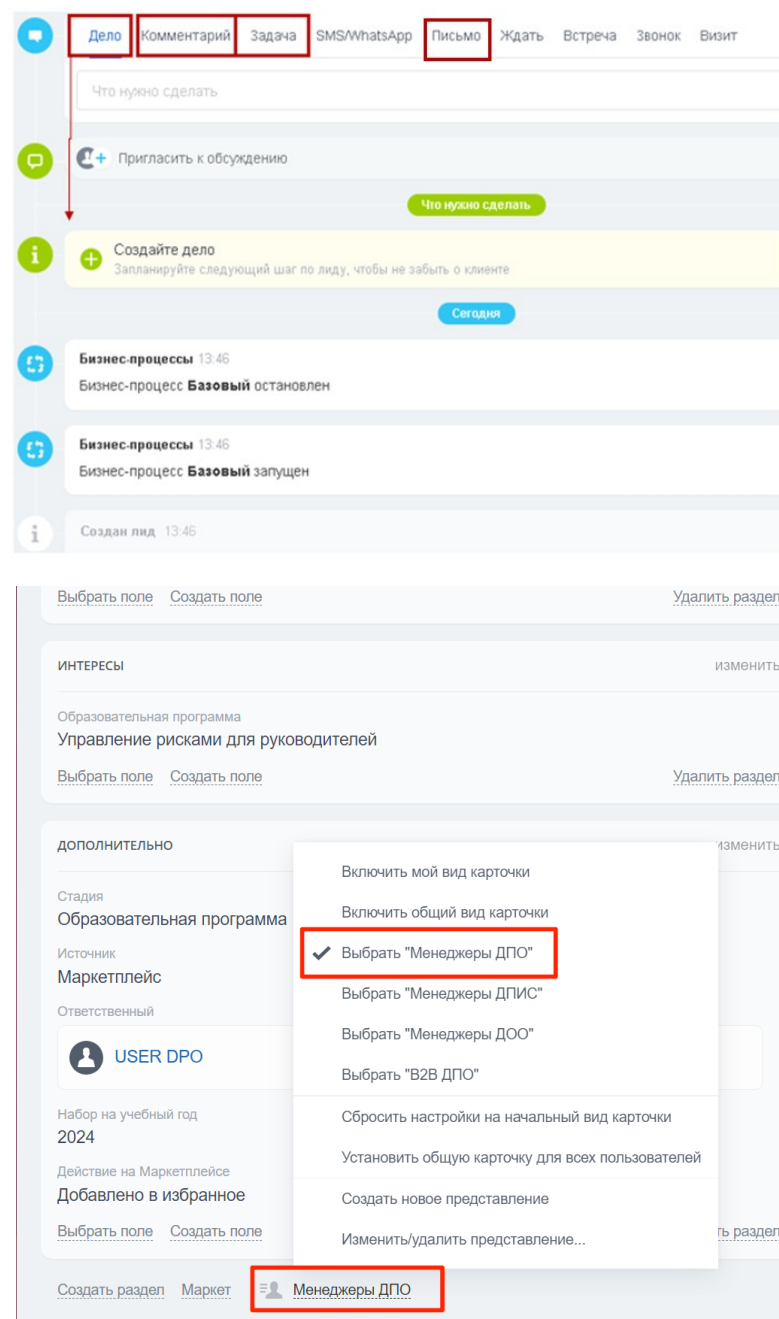 Дело Комментарий Задача SMS/WhatsApp Письмо Ждать Встреча Звонок Визит
Что нужно сделать
Пригласить к обсуждению
Что нужно сделать
Создайте дело
Запланируйте следующий шаг по лиду, чтобы не забыть о клиенте
Сегодня
Бизнес-процессы 13:46
Бизнес-процесс Базовый остановлен
Бизнес-процессы 13:46
Бизнес-процесс Базовый запущен
Создан лид 13:46
Выбрать поле Создать поле Удалить раздел
ИНТЕРЕСЫ изменить
Образовательная программа
Управление рисками для руководителей
Выбрать поле Создать поле Удалить раздел
ДОПОЛНИТЕЛЬНО изменить
Стадия
Образовательная программа
Источник
Маркетплейс
Ответственный
USER DPO
Набор на учебный год
2024
Действие на Маркетплейсе
Добавлено в избранное
Выбрать поле Создать поле ть раздел
Включить мой вид карточки
Включить общий вид карточки
Выбрать "Менеджеры ДПО"
Выбрать "Менеджеры ДПИС"
Выбрать "Менеджеры ДОО"
Выбрать "B2B ДПО"
Сбросить настройки на начальный вид карточки
Установить общую карточку для всех пользователей
Создать новое представление
Изменить/удалить представление...
Создать раздел Маркет Менеджеры ДПО